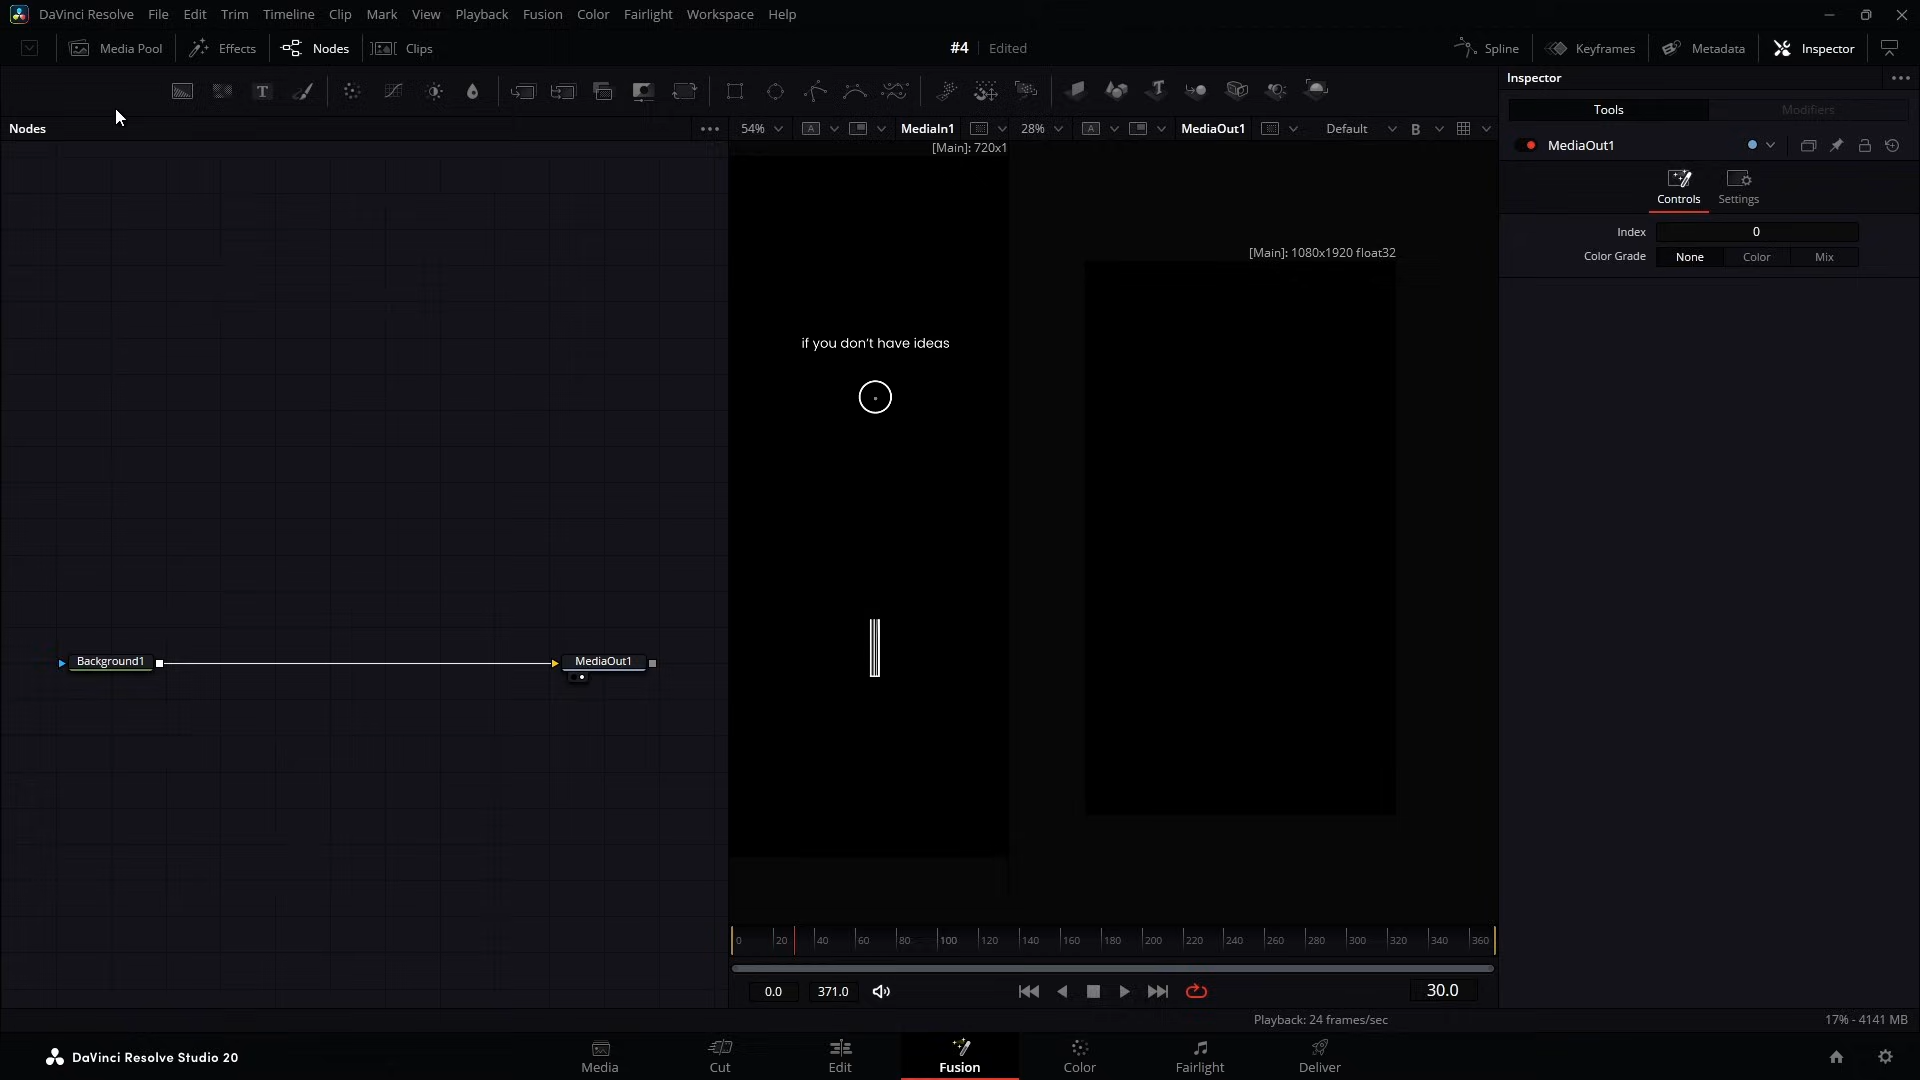 DaVinci Resolve File Edit Trim Timeline Clip Mark View Playback Fusion Color Fairlight Workspace Help
Media Pool Effects Nodes Clips #4 Edited Spline Keyframes Metadata Inspector
Inspector
Tools Modifiers
Nodes 54% MediaIn1 28% MediaOut1 Default
[Main]: 720x1
MediaOut1
Controls Settings
Index 0
Color Grade None Color Mix
[Main]: 1080x1920 float32
if you don't have ideas
Background1 MediaOut1
0 20 40 60 80 100 120 140 160 180 200 220 240 260 280 300 320 340 360
0.0 371.0 30.0
Playback: 24 frames/sec 17% - 4141 MB
DaVinci Resolve Studio 20
Media Cut Edit Fusion Color Fairlight Deliver